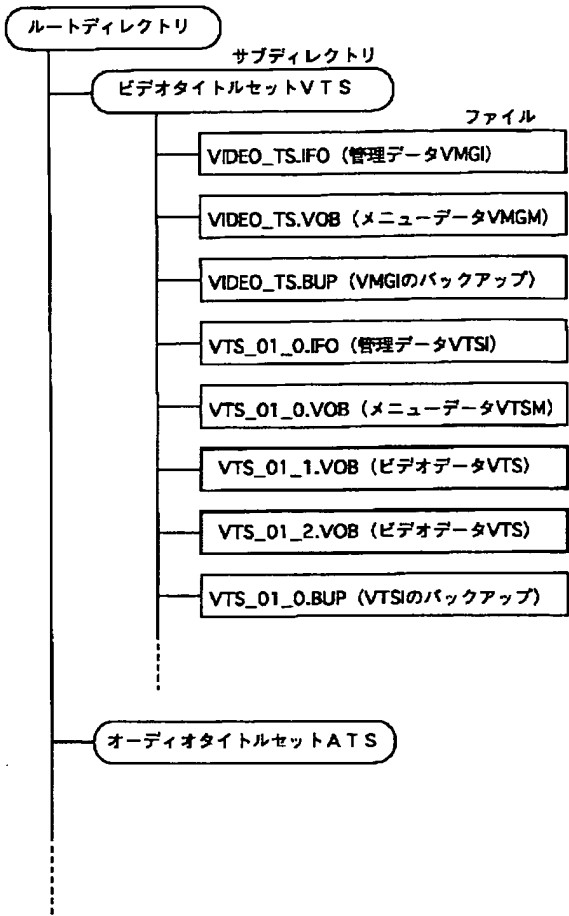 ルートディレクトリ
サブディレクトリ
ビデオタイトルセットVTS
ファイル
VIDEO_TS.IFO (管理データVMGI)
VIDEO_TS.VOB (メニューデータVMGM)
VIDEO_TS.BUP (VMGIのバックアップ)
VTS_01_0.IFO (管理データVTSI)
VTS_01_0.VOB (メニューデータVTSM)
VTS_01_1.VOB (ビデオデータVTS)
VTS_01_2.VOB (ビデオデータVTS)
VTS_01_0.BUP (VTSIのバックアップ)
オーディオタイトルセットATS